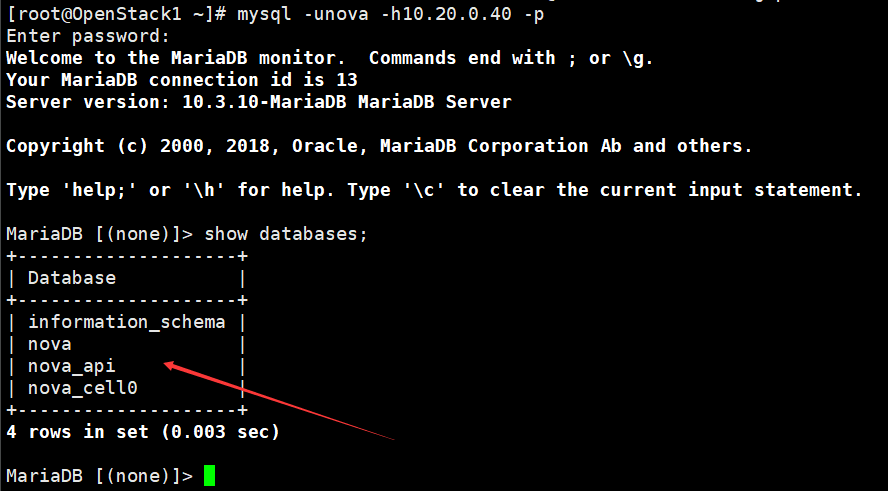 [root@OpenStack1 ~]# mysql -unova -h10.20.0.40 -p
Enter password:
Welcome to the MariaDB monitor.  Commands end with ; or \g.
Your MariaDB connection id is 13
Server version: 10.3.10-MariaDB MariaDB Server

Copyright (c) 2000, 2018, Oracle, MariaDB Corporation Ab and others.

Type 'help;' or '\h' for help. Type '\c' to clear the current input statement.

MariaDB [(none)]> show databases;
+--------------------+
| Database           |
+--------------------+
| information_schema |
| nova               |
| nova_api           |
| nova_cell0         |
+--------------------+
4 rows in set (0.003 sec)

MariaDB [(none)]>